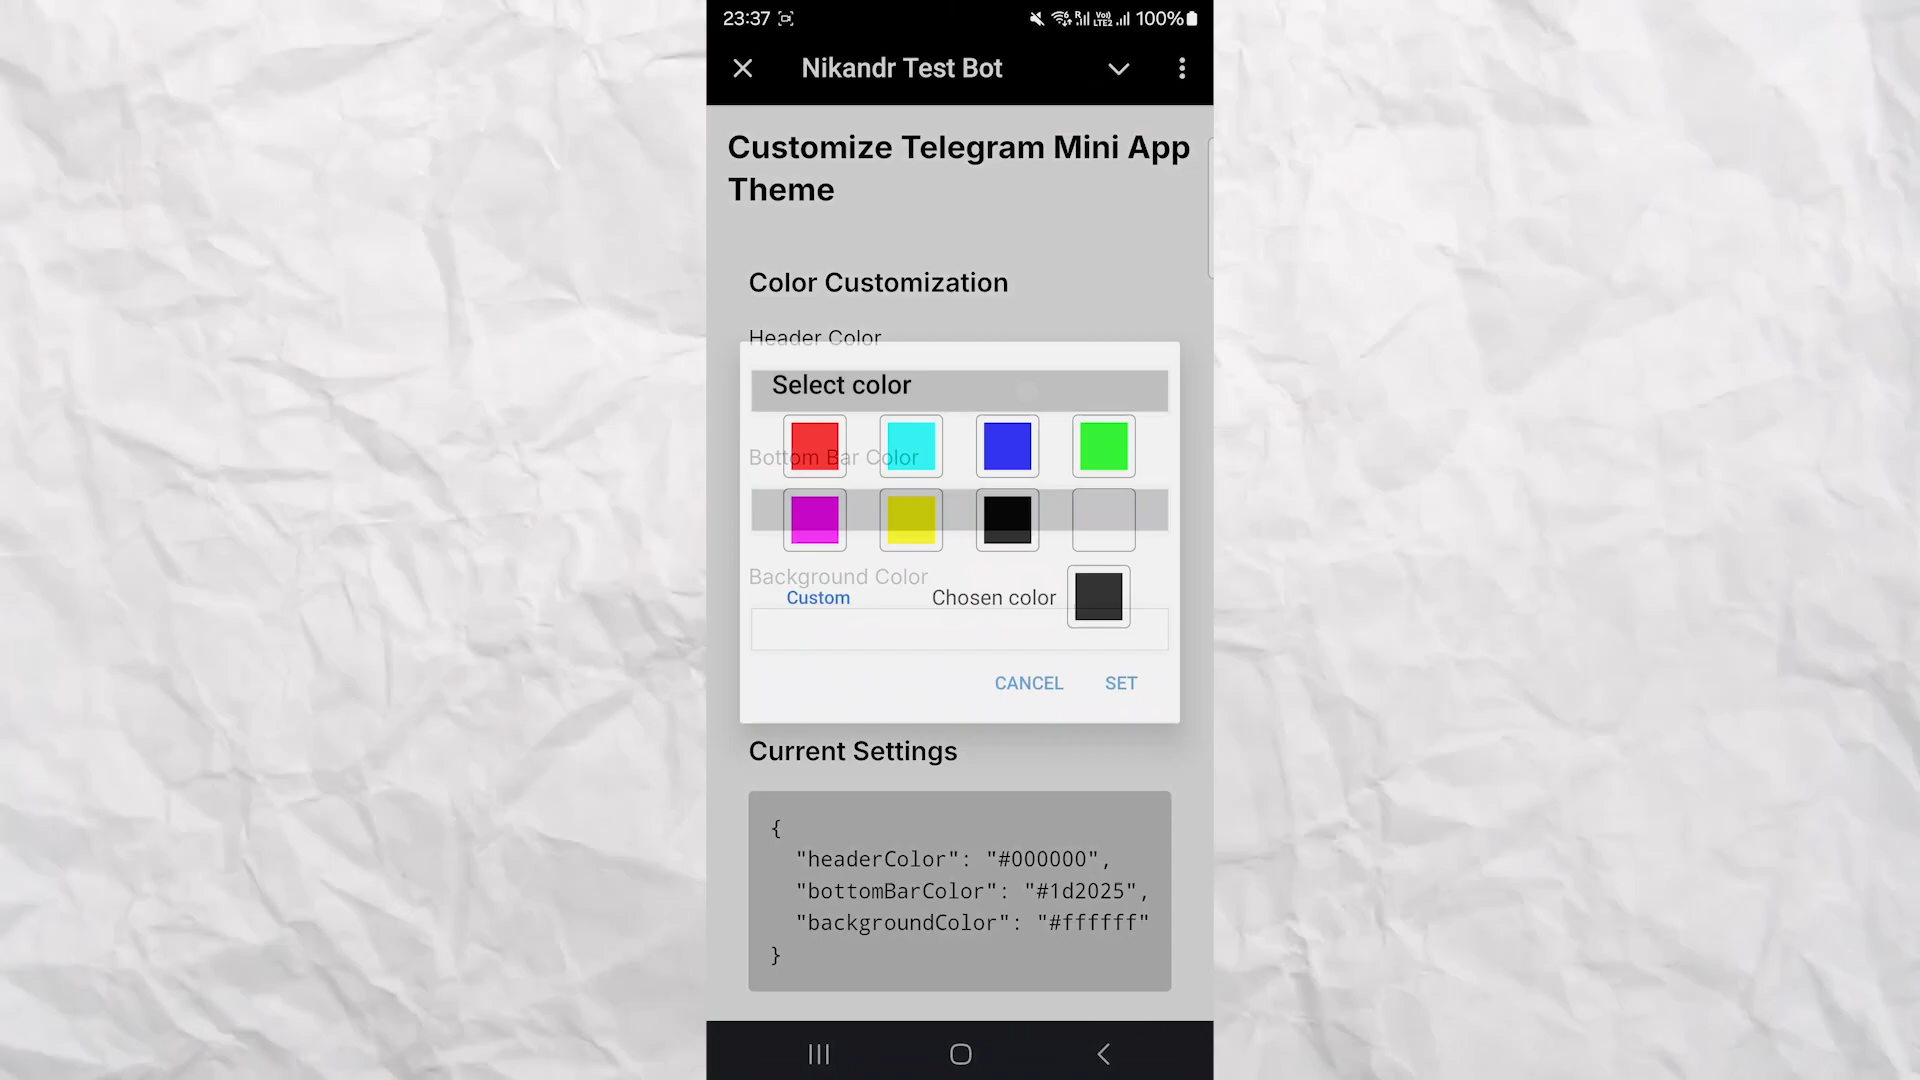 23:37 100%
Nikandr Test Bot
Customize Telegram Mini App
Theme
Color Customization
Header Color
Select color
Bottom Bar Color
Background Color
Custom Chosen color
CANCEL SET
Current Settings
{
"headerColor": "#000000",
"bottomBarColor": "#1d2025",
"backgroundColor": "#ffffff"
}